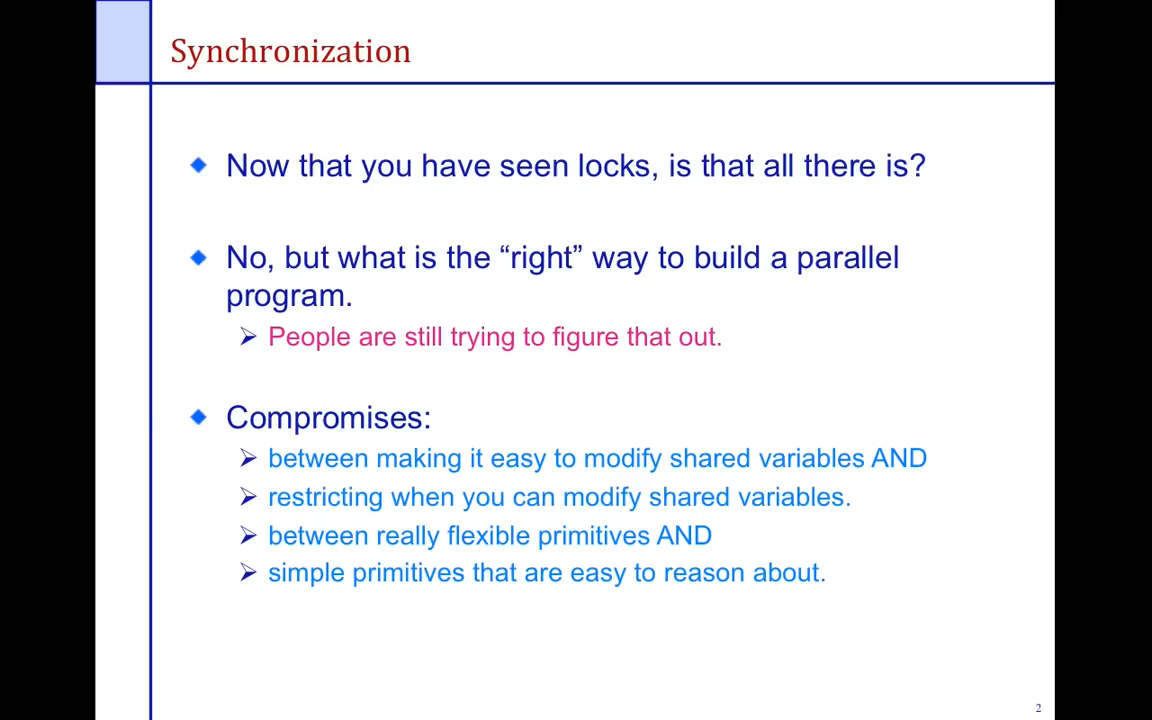 Synchronization
Now that you have seen locks, is that all there is?
No, but what is the “right” way to build a parallel
program.
People are still trying to figure that out.
Compromises:
between making it easy to modify shared variables AND
restricting when you can modify shared variables.
between really flexible primitives AND
simple primitives that are easy to reason about.
2